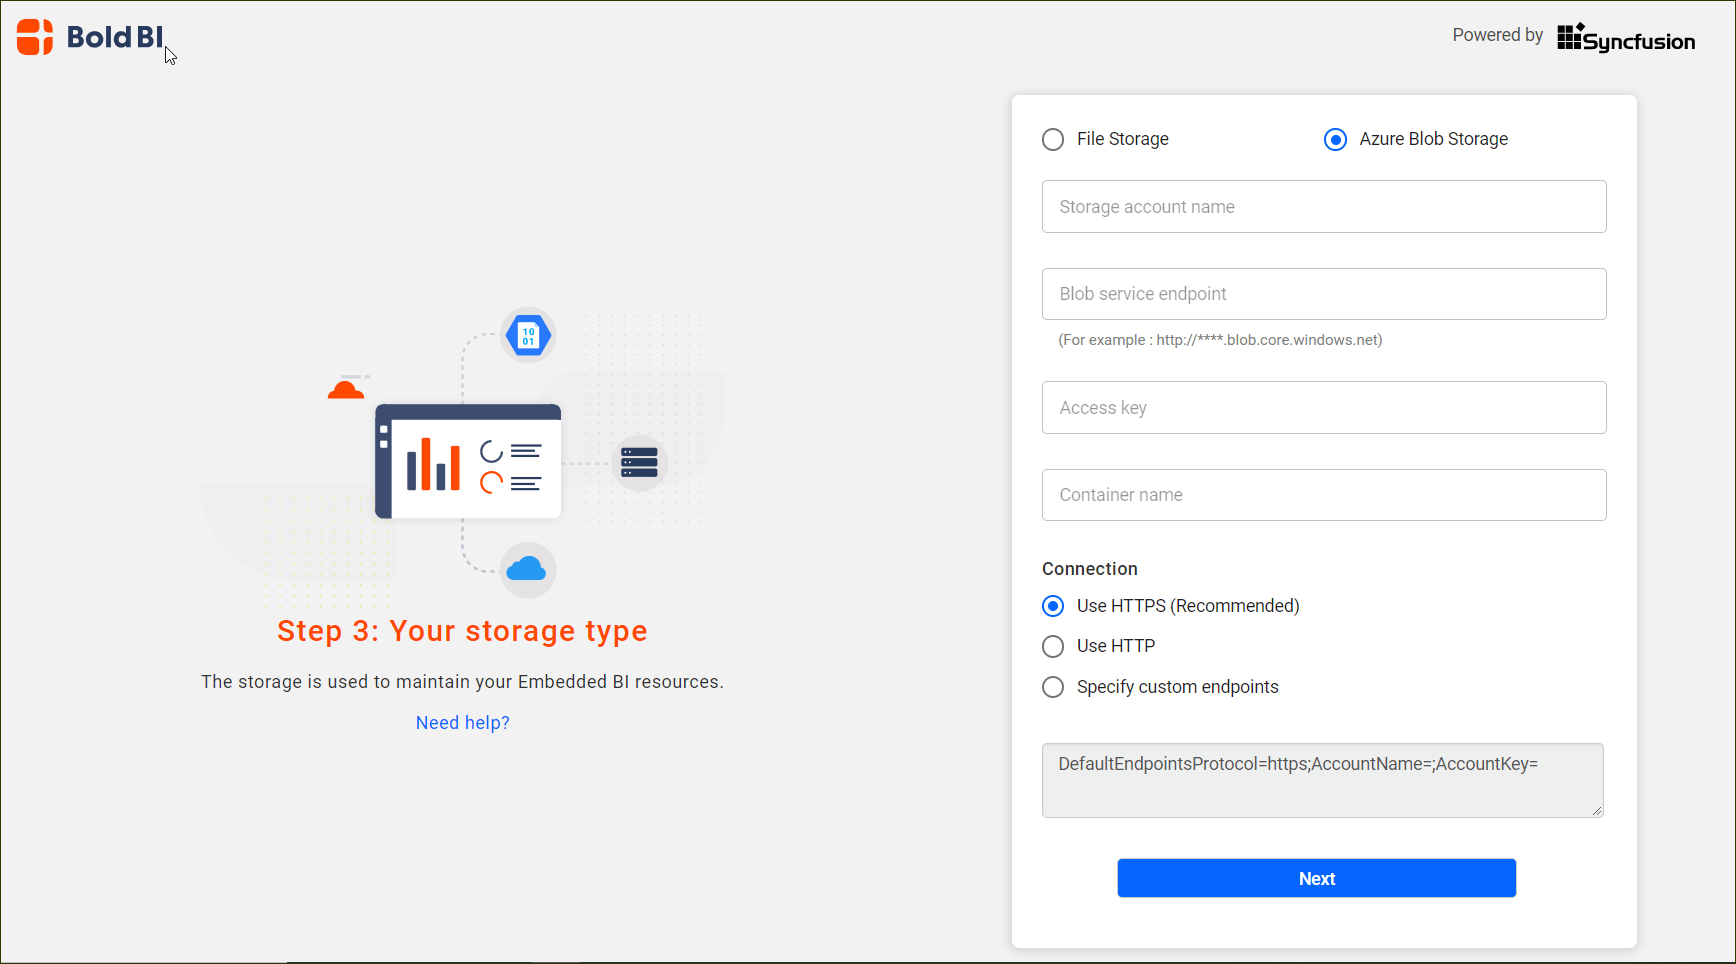 Bold BI
Powered by Syncfusion
File Storage
Azure Blob Storage
Storage account name
Blob service endpoint
(For example : http://****.blob.core.windows.net)
Access key
Container name
Connection
Use HTTPS (Recommended)
Use HTTP
Specify custom endpoints
DefaultEndpointsProtocol=https;AccountName=;AccountKey=
Next
10
01
Step 3: Your storage type
The storage is used to maintain your Embedded BI resources.
Need help?